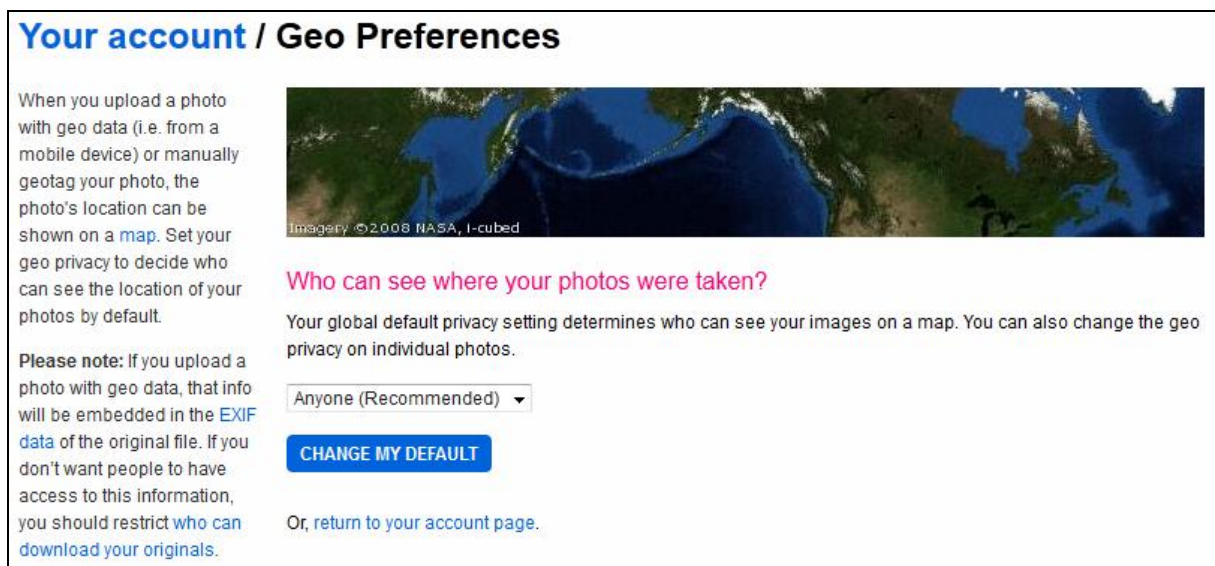 Your account / Geo Preferences
When you upload a photo
with geo data (i.e. from a
mobile device) or manually
geotag your photo, the
photo's location can be
shown on a map. Set your
geo privacy to decide who
can see the location of your
photos by default.
Please note: If you upload a
photo with geo data, that info
will be embedded in the EXIF
data of the original file. If you
don't want people to have
access to this information,
you should restrict who can
download your originals.
Imagery ©2008 NASA, i-cubed
Who can see where your photos were taken?
Your global default privacy setting determines who can see your images on a map. You can also change the geo
privacy on individual photos.
Anyone (Recommended)
CHANGE MY DEFAULT
Or, return to your account page.